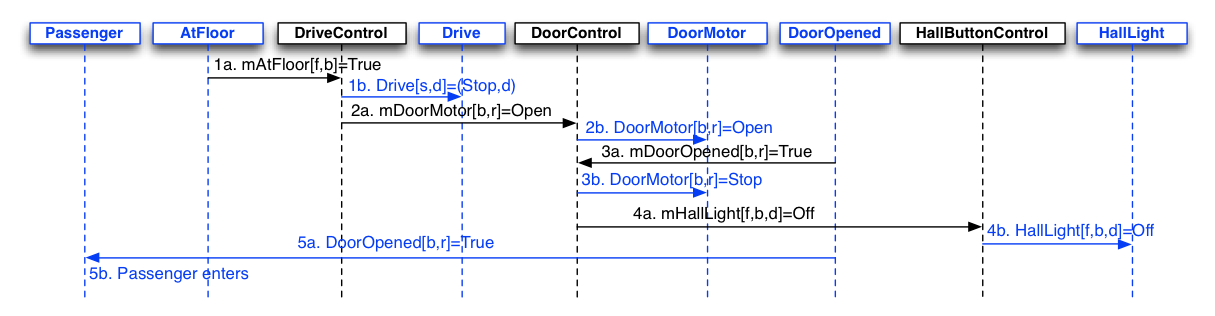 Passenger AtFloor DriveControl Drive DoorControl DoorMotor DoorOpened HallButtonControl HallLight
1a. mAtFloor[f,b]=True
1b. Drive[s,d]=(Stop,d)
2a. mDoorMotor[b,r]=Open
2b. DoorMotor[b,r]=Open
3a. mDoorOpened[b,r]=True
3b. DoorMotor[b,r]=Stop
4a. mHallLight[f,b,d]=Off
4b. HallLight[f,b,d]=Off
5a. DoorOpened[b,r]=True
5b. Passenger enters